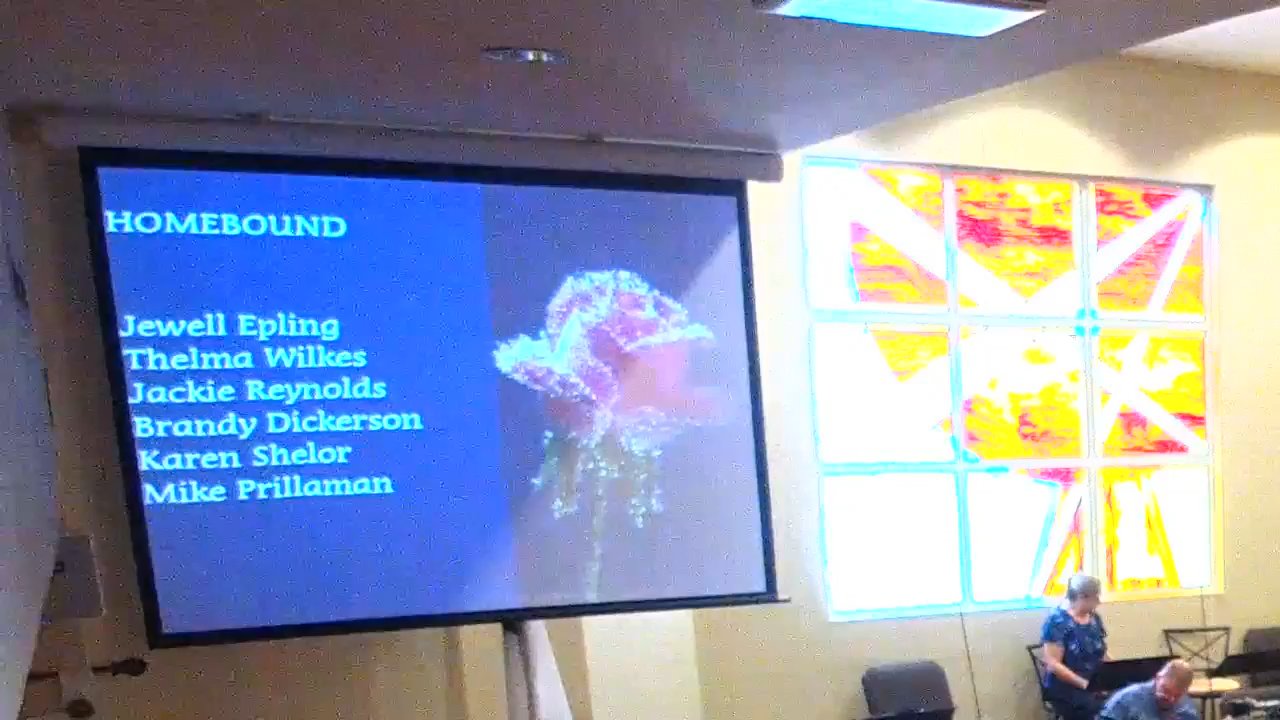 HOMEBOUND
Jewell Epling
Thelma Wilkes
Jackie Reynolds
Brandy Dickerson
Karen Shelor
Mike Prillaman